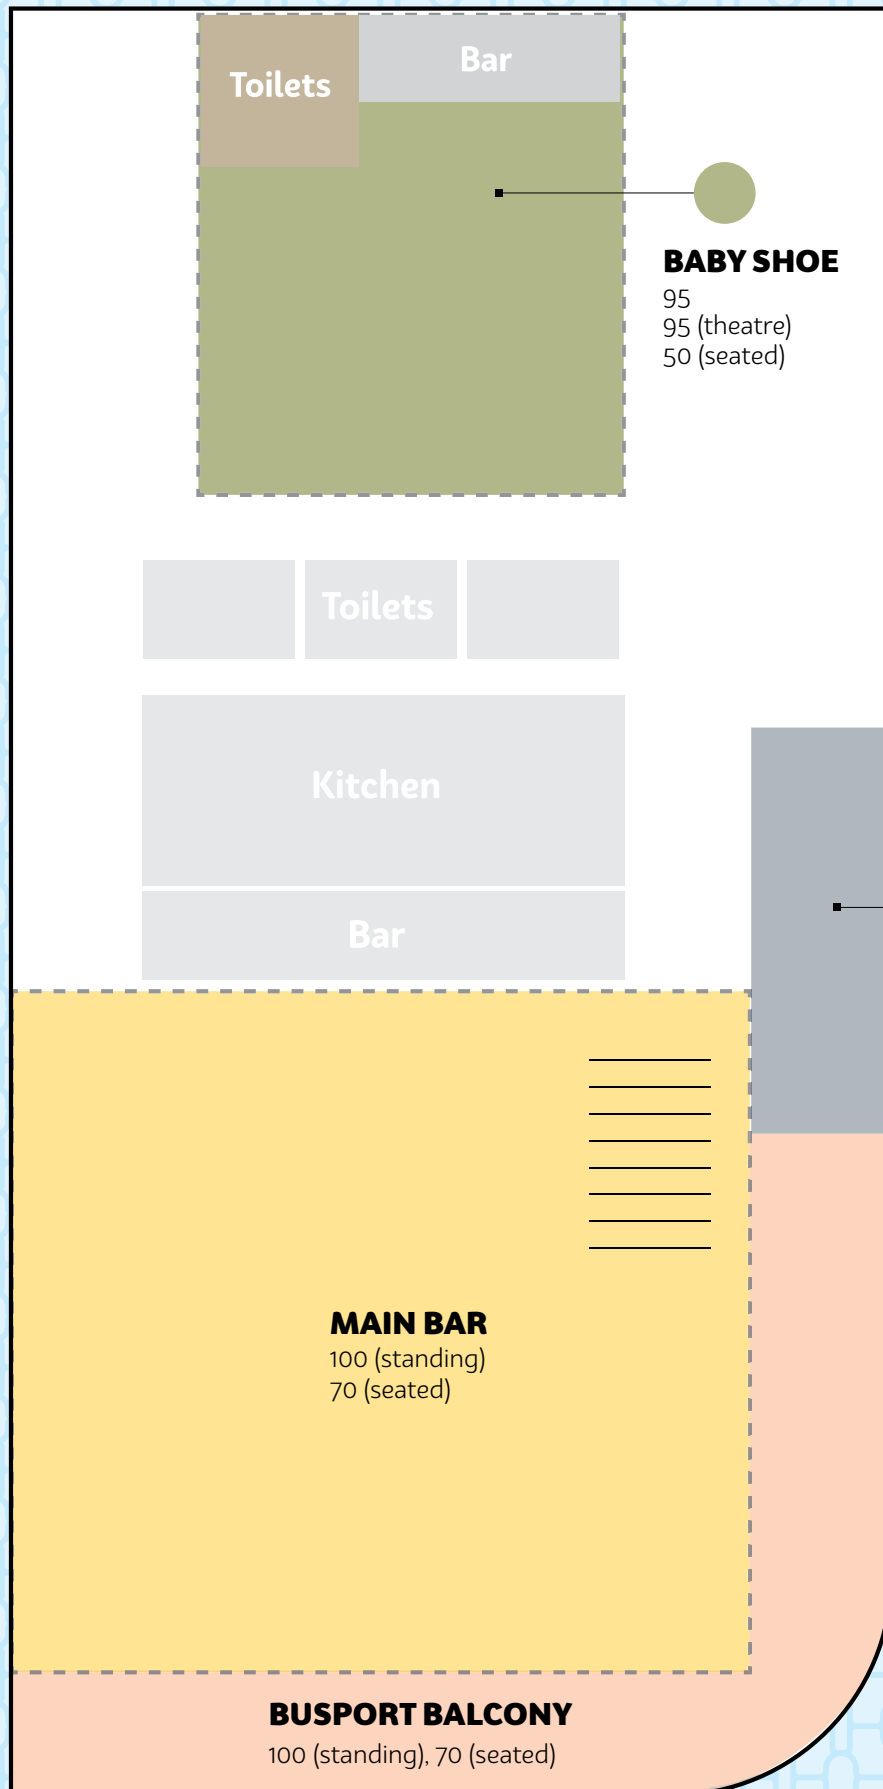 Toilets
Bar
BABY SHOE
95
95 (theatre)
50 (seated)
Toilets
Kitchen
Bar
MAIN BAR
100 (standing)
70 (seated)
BUSPORT BALCONY
100 (standing), 70 (seated)